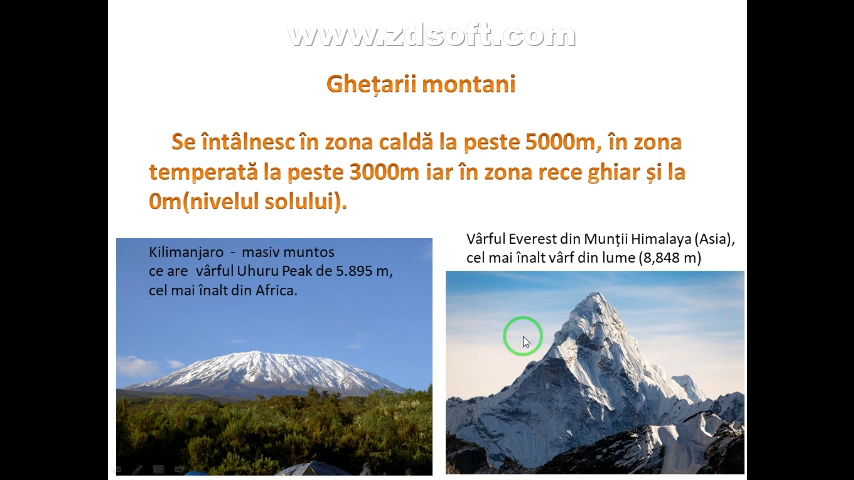 www.zdsoft.com
Ghețarii montani
Se întâlnesc în zona caldă la peste 5000m, în zona
temperată la peste 3000m iar în zona rece ghiar și la
0m(nivelul solului).
Kilimanjaro - masiv muntos
ce are vârful Uhuru Peak de 5.895 m,
cel mai înalt din Africa.
Vârful Everest din Munții Himalaya (Asia),
cel mai înalt vârf din lume (8,848 m)